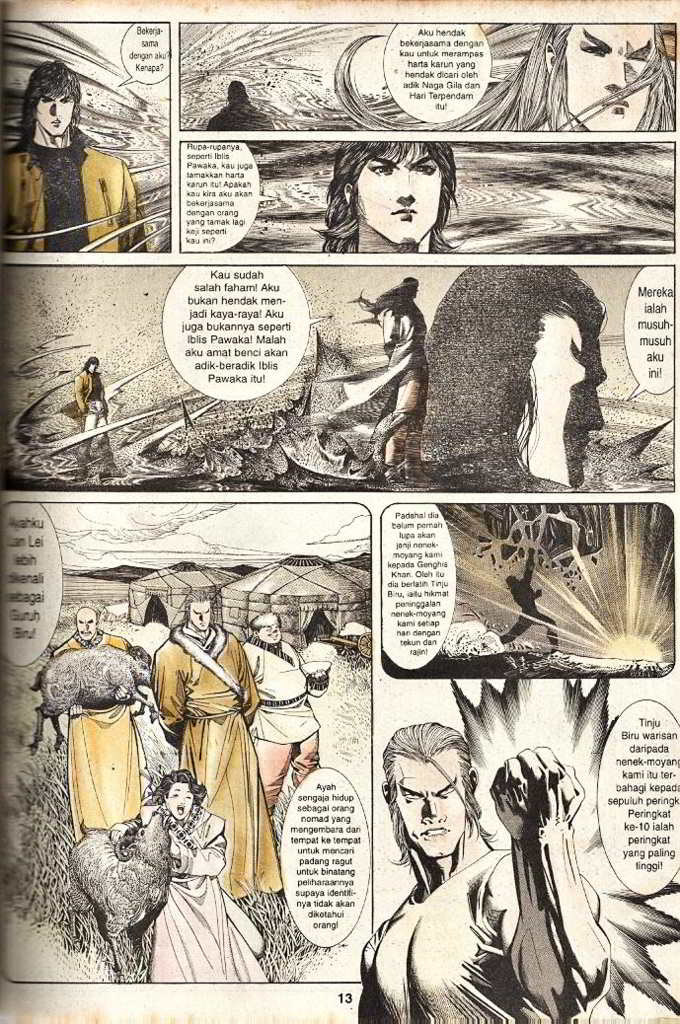 Bekerja-
sama
dengan aku?
Kenapa?
Aku hendak
bekerjasama dengan
kau untuk merampas
harta karun yang
hendak dicari oleh
adik Naga Gila dan
Hari Terpendam
itu!
Rupa-rupanya,
seperti Iblis
Pawaka, kau juga
tamakkan harta
karun itu! Apakah
kau kira aku akan
bekerjasama
dengan orang
yang tamak lagi
keji seperti
kau ini?
Kau sudah
salah faham! Aku
bukan hendak men-
jadi kaya-raya! Aku
juga bukannya seperti
Iblis Pawaka! Malah
aku amat benci akan
adik-beradik Iblis
Pawaka itu!
Mereka
ialah
musuh-
musuh
aku
ini!
Ayahku
Lei
lebih
dikenali
sebagai
Guruh
Biru!
Padahal dia
belum pernah
lupa akan
janji nenek-
moyang kami
kepada Genghis
Khan. Oleh itu
dia berlatih Tinju
Biru, iaitu hikmat
peninggalan
nenek-moyang
kami setiap
hari dengan
tekun dan
rajin!
Ayah
sengaja hidup
sebagai orang
nomad yang
mengembara dari
tempat ke tempat
untuk mencari
padang ragut
untuk binatang
peliharaannya
supaya identifi-
nya tidak akan
diketahui
orang!
Tinju
Biru warisan
daripada
nenek-moyang
kami itu ter-
bahagi kepada
sepuluh peringkat
ke-10 ialah
peringkat
yang paling
tinggi!
13